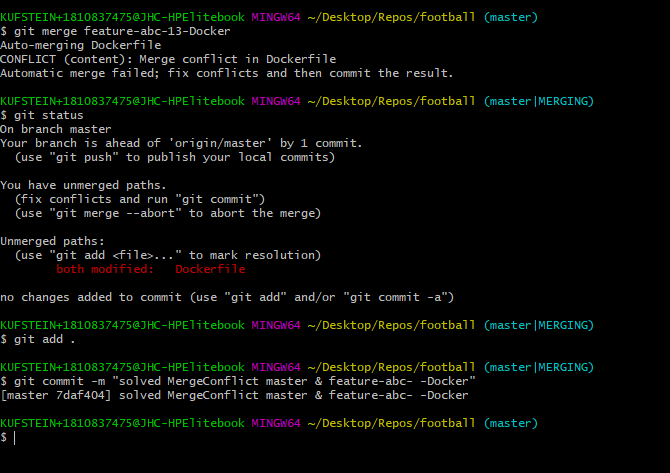 KUFSTEIN+1810837475@JHC-HPElitebook MINGW64 ~/Desktop/Repos/football (master)
$ git merge feature-abc-13-Docker
Auto-merging Dockerfile
CONFLICT (content): Merge conflict in Dockerfile
Automatic merge failed; fix conflicts and then commit the result.
KUFSTEIN+1810837475@JHC-HPElitebook MINGW64 ~/Desktop/Repos/football (master|MERGING)
$ git status
On branch master
Your branch is ahead of 'origin/master' by 1 commit.
(use "git push" to publish your local commits)
You have unmerged paths.
(fix conflicts and run "git commit")
(use "git merge --abort" to abort the merge)
Unmerged paths:
(use "git add <file>..." to mark resolution)
both modified: Dockerfile
no changes added to commit (use "git add" and/or "git commit -a")
KUFSTEIN+1810837475@JHC-HPElitebook MINGW64 ~/Desktop/Repos/football (master|MERGING)
$ git add .
KUFSTEIN+1810837475@JHC-HPElitebook MINGW64 ~/Desktop/Repos/football (master|MERGING)
$ git commit -m "solved MergeConflict master & feature-abc- -Docker"
[master 7daf404] solved MergeConflict master & feature-abc- -Docker
KUFSTEIN+1810837475@JHC-HPElitebook MINGW64 ~/Desktop/Repos/football (master)
$